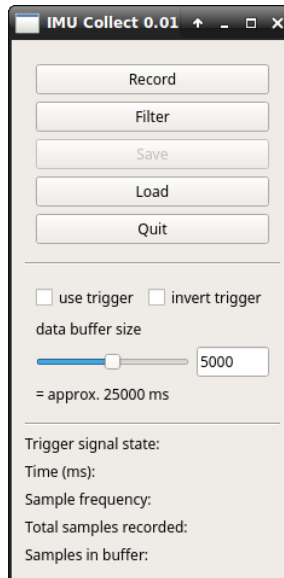 IMU Collect 0.01
Record
Filter
Save
Load
Quit
use trigger invert trigger
data buffer size
5000
= approx. 25000 ms
Trigger signal state:
Time (ms):
Sample frequency:
Total samples recorded:
Samples in buffer: